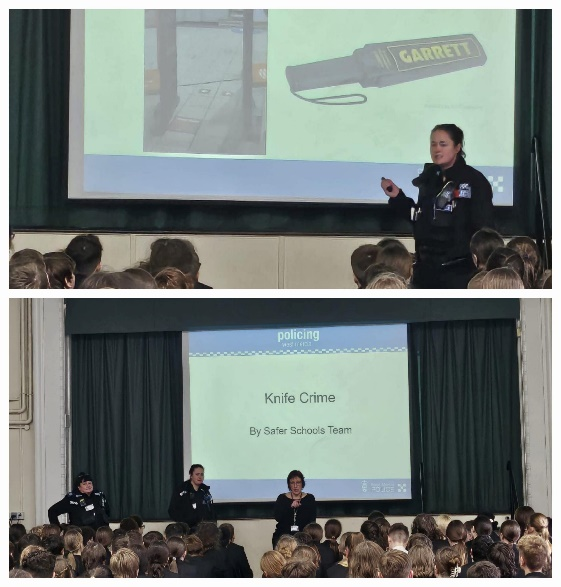 GARRETT
policing
Knife Crime
By Safer Schools Team